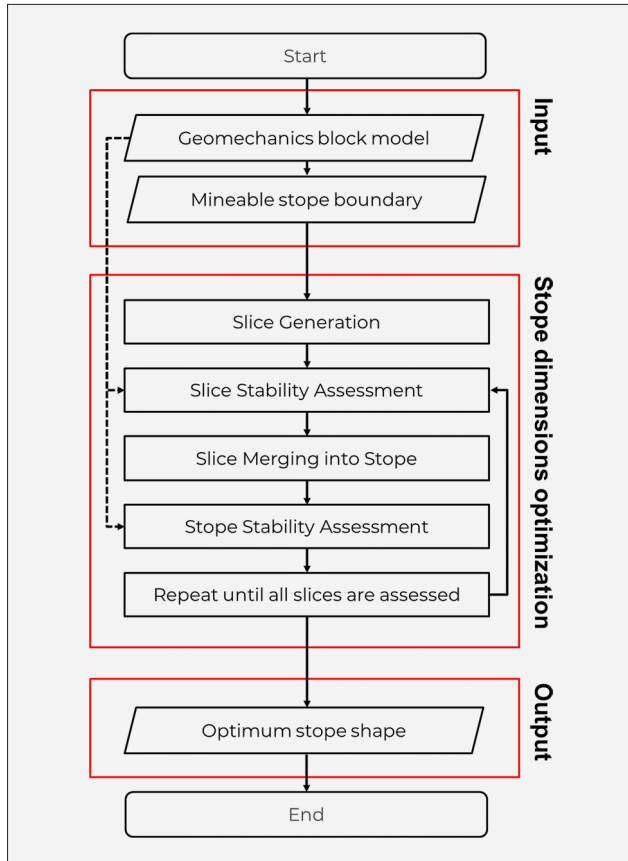 Start
Input
Geomechanics block model
Mineable stope boundary
Stope dimensions optimization
Slice Generation
Slice Stability Assessment
Slice Merging into Stope
Stope Stability Assessment
Repeat until all slices are assessed
Output
Optimum stope shape
End